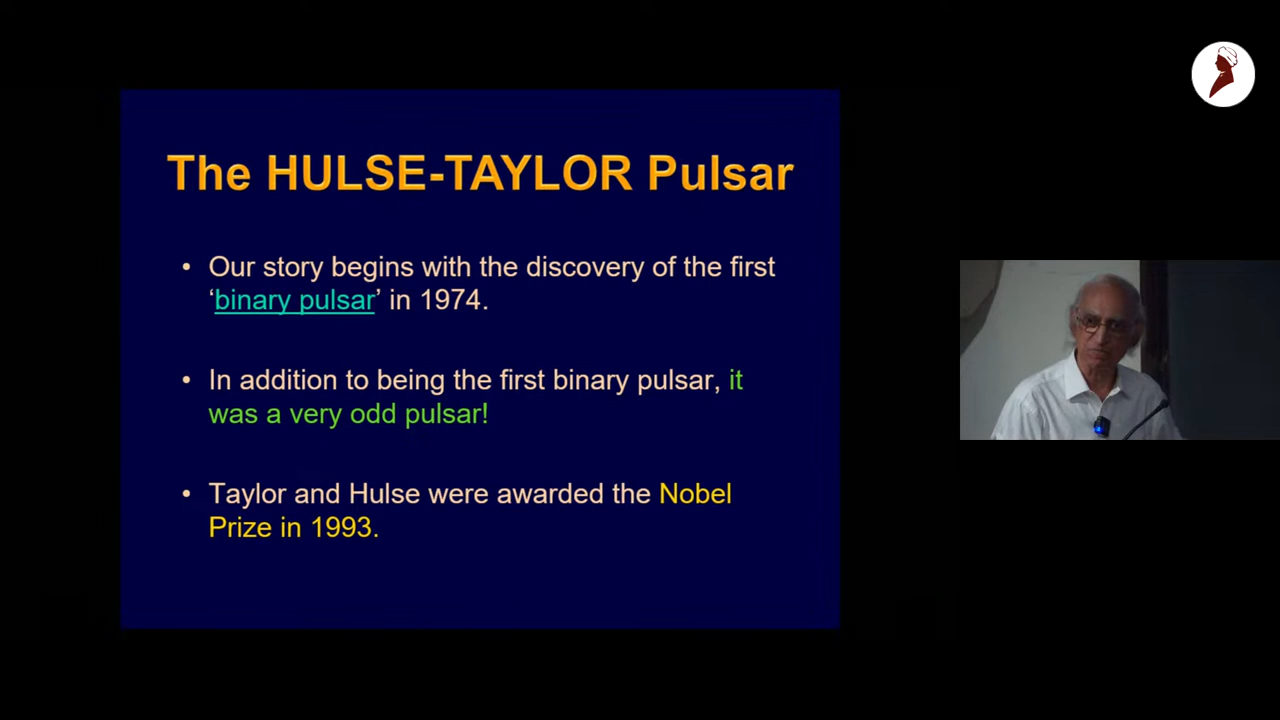 The HULSE-TAYLOR Pulsar
• Our story begins with the discovery of the first
‘binary pulsar’ in 1974.
• In addition to being the first binary pulsar, it
was a very odd pulsar!
• Taylor and Hulse were awarded the Nobel
Prize in 1993.